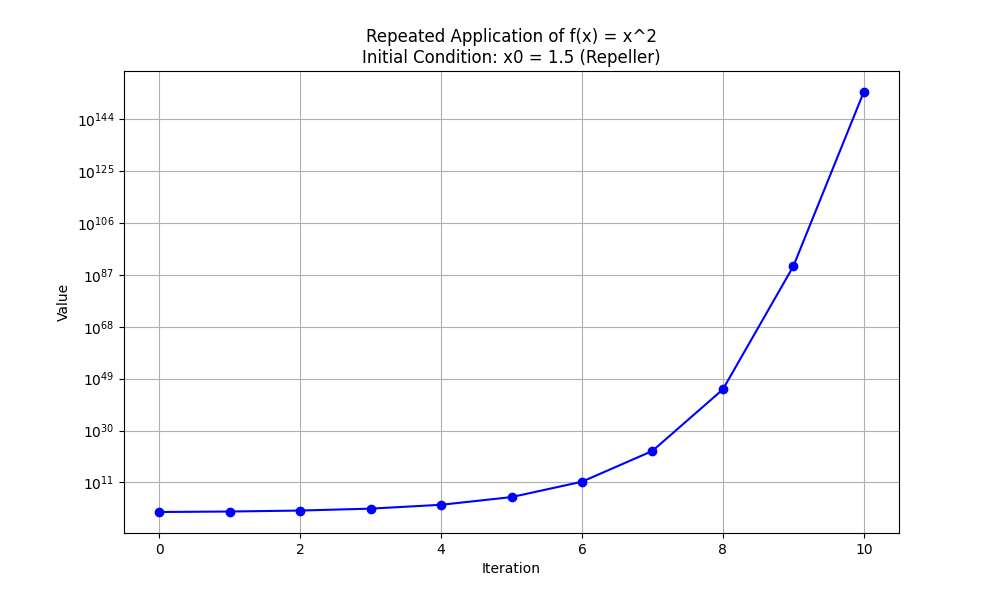 Repeated Application of f(x) = x^2
Initial Condition: x0 = 1.5 (Repeller)
10^144
10^125
10^106
10^87
10^68
10^49
10^30
10^11
Value
0 2 4 6 8 10
Iteration